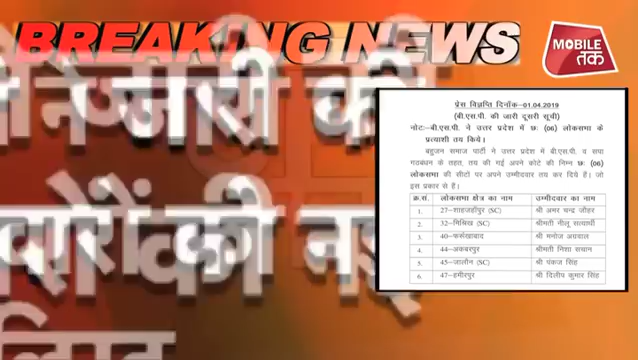 BREAKING NEWS
MOBILE
तक
जारी की
की नई
प्रेस विज्ञप्ति दिनाँक-01.04.2019
(बी.एस.पी. की जारी दूसरी सूची)
नोटः-बी.एस.पी. ने उत्तर प्रदेश में छः (06) लोकसभा के
प्रत्याशी तय किये।
बहुजन समाज पार्टी ने उत्तर प्रदेश में बी.एस.पी. व सपा
गठबंधन के तहत, तय की गई अपने कोटे की निम्न छः (06)
लोकसभा की सीटों पर अपने उम्मीदवार तय कर दिये हैं। जो
इस प्रकार से हैं।
क्र.सं. लोकसभा क्षेत्र का नाम उम्मीदवार का नाम
1. 27-शाहजहाँपुर (SC) श्री अमर चन्द्र जौहर
2. 32-मिश्रिख (SC) श्रीमती नीलू सत्यार्थी
3. 40-फर्रूखाबाद श्री मनोज अग्रवाल
4. 44-अकबरपुर श्रीमती निशा सचान
5. 45-जालौन (SC) श्री पंकज सिंह
6. 47-हमीरपुर श्री दिलीप कुमार सिंह